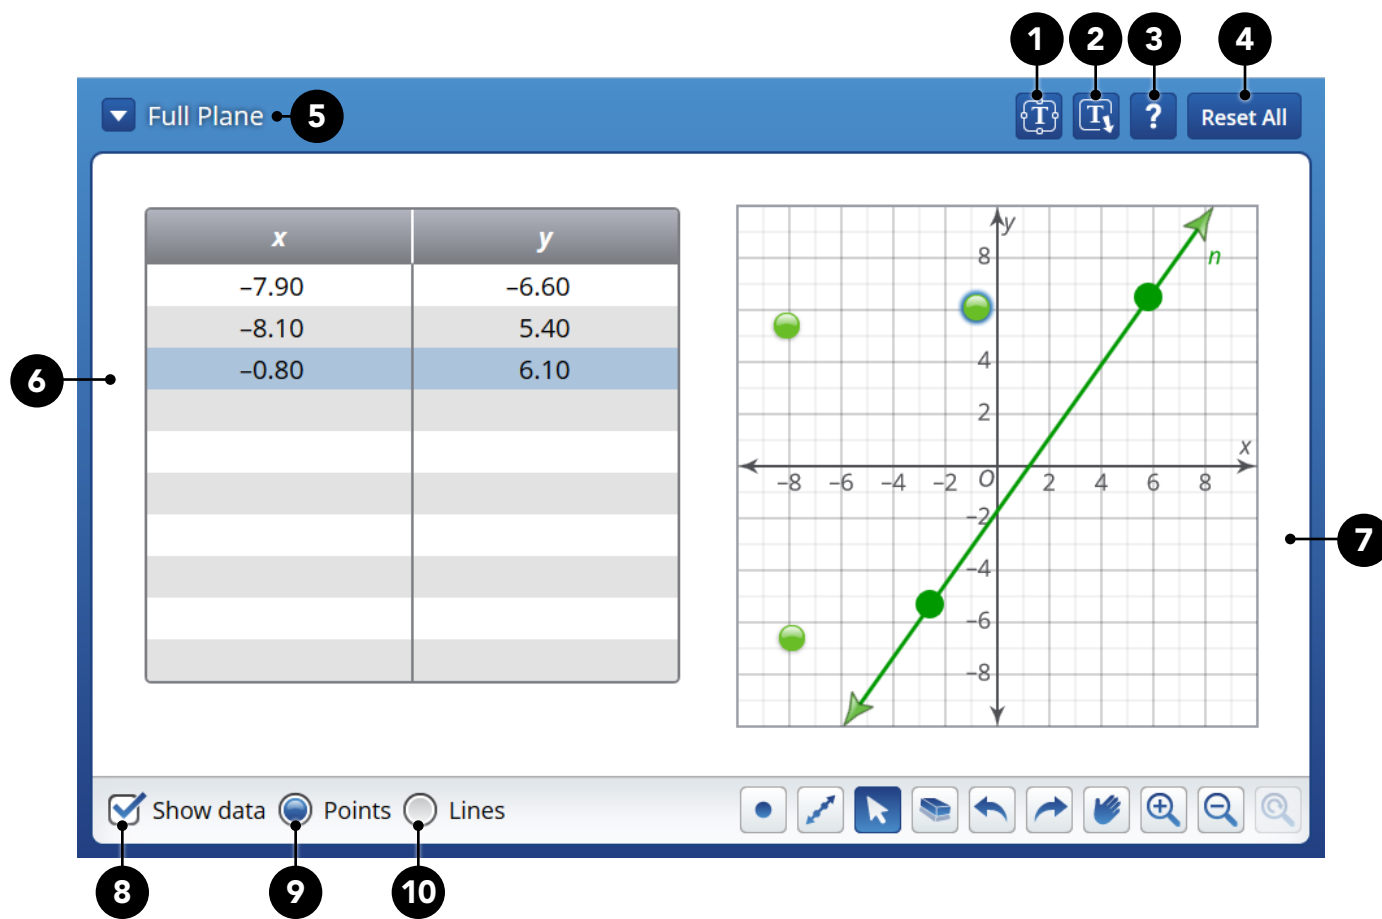 1 2 3 4
Full Plane 5 T T ? Reset All
x y
–7.90 –6.60
–8.10 5.40
–0.80 6.10
6
y
8
n
4
2
x
–8 –6 –4 –2 O 2 4 6 8
–2
–4
–6
–8
7
Show data Points Lines
8 9 10